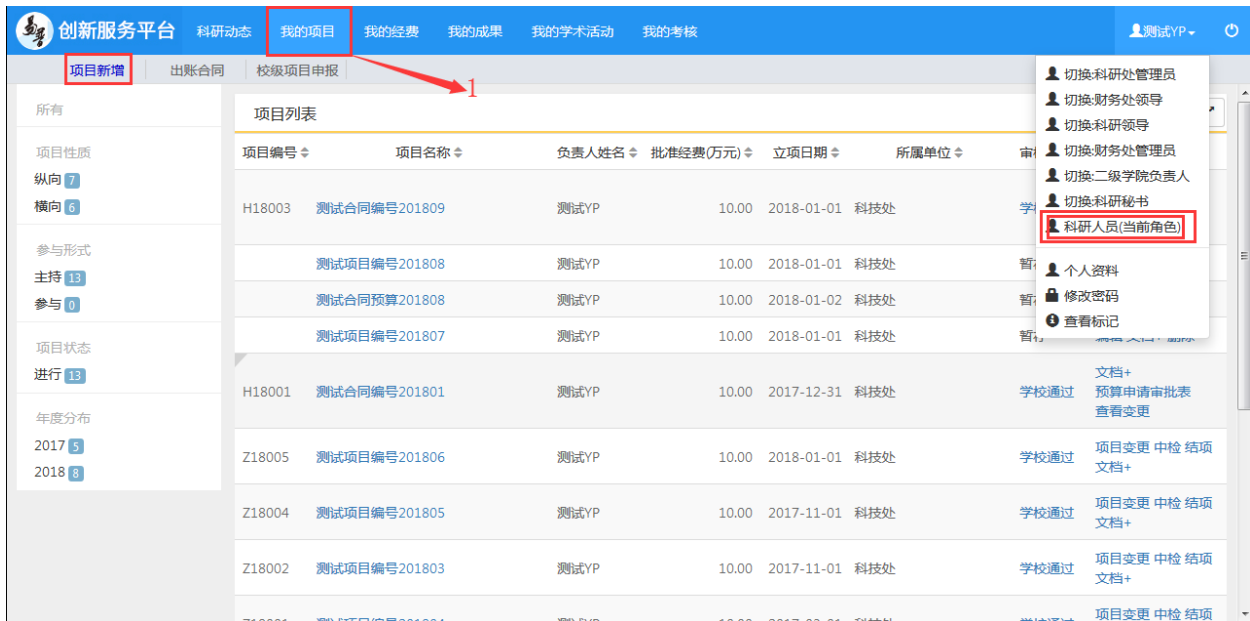 易普 创新服务平台 科研动态 我的项目 我的经费 我的成果 我的学术活动 我的考核 测试YP
项目新增 出账合同 校级项目申报
1
切换:科研处管理员
切换:财务处领导
切换:科研领导
切换:财务处管理员
切换:二级学院负责人
切换:科研秘书
科研人员(当前角色)
个人资料
修改密码
查看标记
所有
项目性质
纵向 7
横向 6
参与形式
主持 13
参与 0
项目状态
进行 13
年度分布
2017 5
2018 8
项目列表
项目编号 项目名称 负责人姓名 批准经费(万元) 立项日期 所属单位
H18003 测试合同编号201809 测试YP 10.00 2018-01-01 科技处
测试项目编号201808 测试YP 10.00 2018-01-01 科技处
测试合同预算201808 测试YP 10.00 2018-01-02 科技处
测试项目编号201807 测试YP 10.00 2018-01-01 科技处
H18001 测试合同编号201801 测试YP 10.00 2017-12-31 科技处 学校通过 文档+
预算申请审批表
查看变更
Z18005 测试项目编号201806 测试YP 10.00 2018-01-01 科技处 学校通过 项目变更 中检 结项
文档+
Z18004 测试项目编号201805 测试YP 10.00 2017-11-01 科技处 学校通过 项目变更 中检 结项
文档+
Z18002 测试项目编号201803 测试YP 10.00 2017-11-01 科技处 学校通过 项目变更 中检 结项
文档+
项目变更 中检 结项